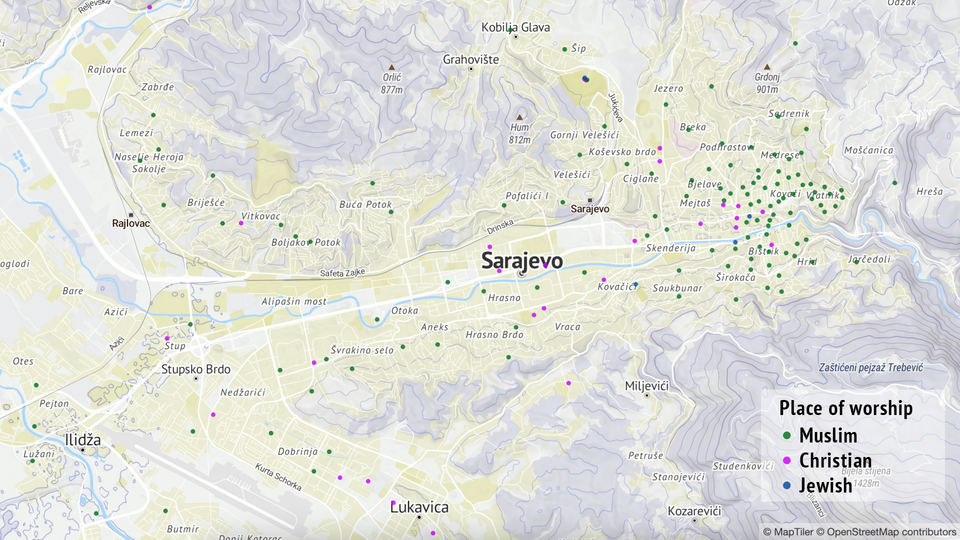 Reljevska
Kobilja Glava
Ozak
Šip
Grahovište
Rajlovac
Orlić
877m
Grdonj
901m
Zabrđe
Jezero
Jukićeva
Sedrenik
Hum
812m
Lemezi
Gornji Velešići
Breka
Koševsko brdo
Podhrastovi
Medrese
Mošćanica
Naselje Heroja
Sokolje
Velešići
Ciglane
Bjelave
Hreša
Briješće
Pofalići I
Mejtaš
Kovači
Vratnik
Buća Potok
Sarajevo
Rajlovac
Vitkovac
Drinska
Boljakov Potok
Skenderija
Bistrik
Sarajevo
Hrid
Jarčedoli
Safeta Zajke
Širokača
Bare
Kovačići
Soukbunar
Alipašin most
Hrasno
Azići
Otoka
Aneks
Vraca
Hrasno Brdo
Azići
Stup
Švrakino selo
Otes
Stupsko Brdo
Zaštićeni pejzaž Trebević
Miljevići
Nedžarići
Pejton
Place of worship
Muslim
Ilidža
Lužani
Dobrinja
Petruše
Christian
Kurta Schorka
Studenkovići
Bijela stijena
1428m
Stanojevići
Jewish
Lukavica
Kozarevići
Butmir
Donji Kotorac
© MapTiler © OpenStreetMap contributors